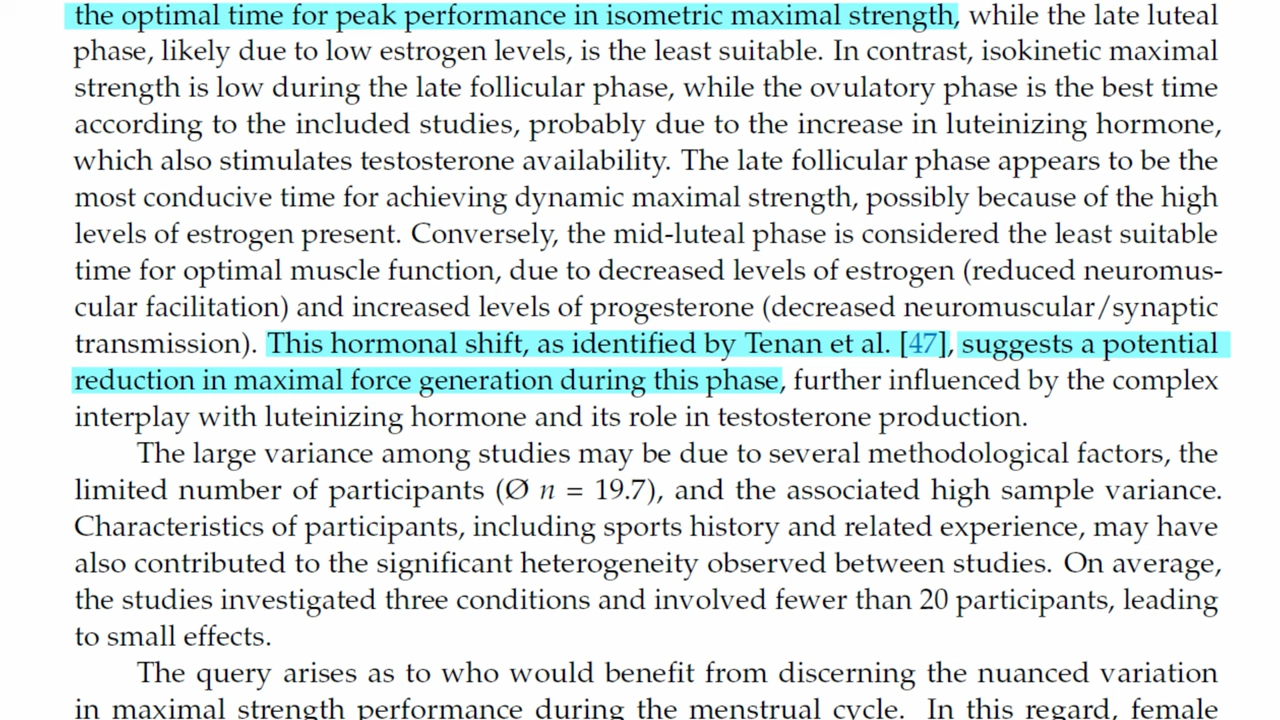 the optimal time for peak performance in isometric maximal strength, while the late luteal
phase, likely due to low estrogen levels, is the least suitable. In contrast, isokinetic maximal
strength is low during the late follicular phase, while the ovulatory phase is the best time
according to the included studies, probably due to the increase in luteinizing hormone,
which also stimulates testosterone availability. The late follicular phase appears to be the
most conducive time for achieving dynamic maximal strength, possibly because of the high
levels of estrogen present. Conversely, the mid-luteal phase is considered the least suitable
time for optimal muscle function, due to decreased levels of estrogen (reduced neuromus-
cular facilitation) and increased levels of progesterone (decreased neuromuscular/synaptic
transmission). This hormonal shift, as identified by Tenan et al. [47], suggests a potential
reduction in maximal force generation during this phase, further influenced by the complex
interplay with luteinizing hormone and its role in testosterone production.
The large variance among studies may be due to several methodological factors, the
limited number of participants (Ø n = 19.7), and the associated high sample variance.
Characteristics of participants, including sports history and related experience, may have
also contributed to the significant heterogeneity observed between studies. On average,
the studies investigated three conditions and involved fewer than 20 participants, leading
to small effects.
The query arises as to who would benefit from discerning the nuanced variation
in maximal strength performance during the menstrual cycle. In this regard, female